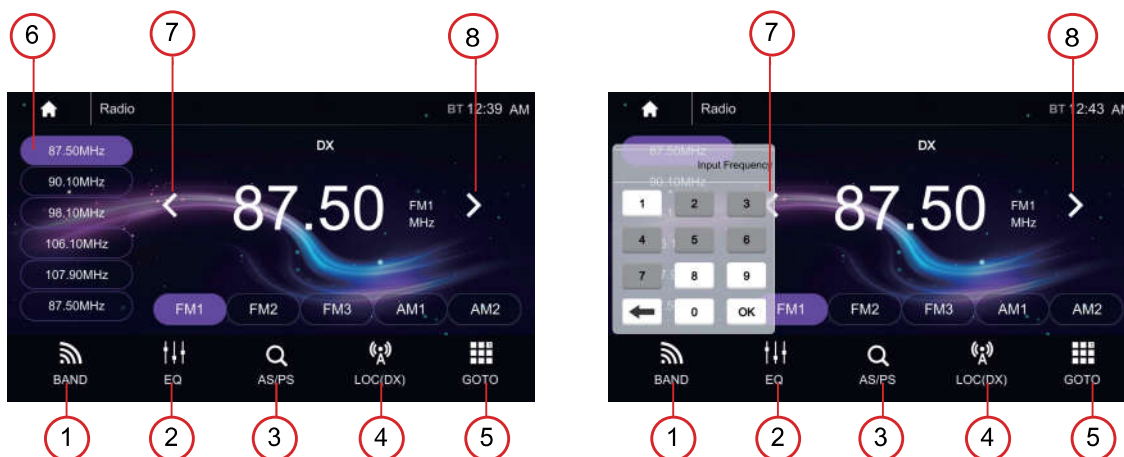 6
7
8
Radio
BT 12:39 AM
87.50MHz
90.10MHz
98.10MHz
106.10MHz
107.90MHz
87.50MHz
DX
87.50
FM1
MHz
FM1 FM2 FM3 AM1 AM2
BAND EQ AS/PS LOC(DX) GOTO
1 2 3 4 5
7
8
Radio
BT 12:43 AM
87.50MHz
Input Frequency
90.10MHz
1 2 3
4 5 6
7 8 9
0 OK
DX
87.50
FM1
MHz
FM1 FM2 FM3 AM1 AM2
BAND EQ AS/PS LOC(DX) GOTO
1 2 3 4 5